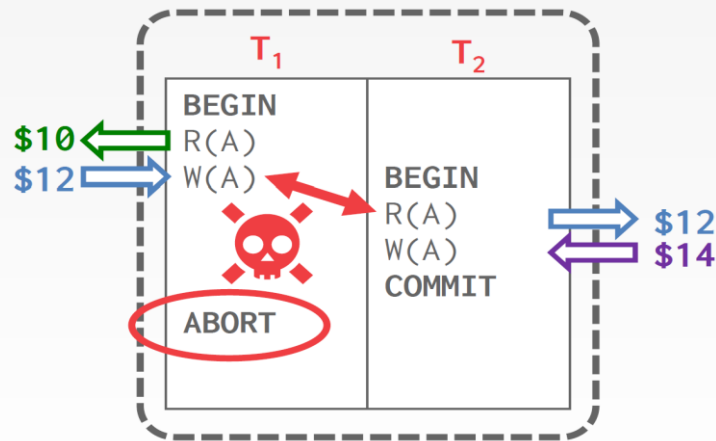 T1 T2
BEGIN
$10 R(A)
$12 W(A)
BEGIN
R(A) $12
W(A) $14
COMMIT
ABORT